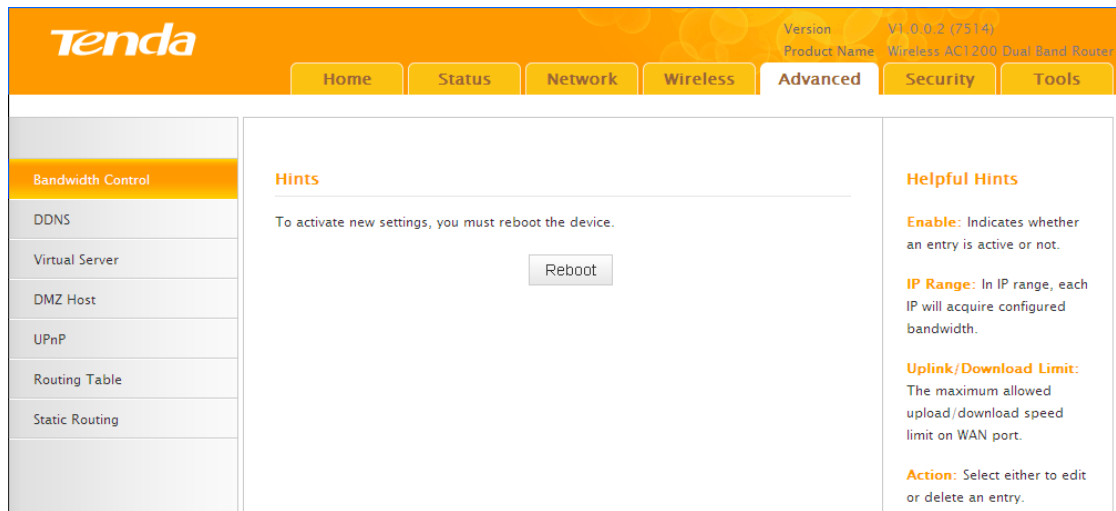 Tenda
Version V1.0.0.2 (7514)
Product Name Wireless AC1200 Dual Band Router
Home Status Network Wireless Advanced Security Tools
Bandwidth Control
DDNS
Virtual Server
DMZ Host
UPnP
Routing Table
Static Routing
Hints
To activate new settings, you must reboot the device.
Reboot
Helpful Hints
Enable: Indicates whether
an entry is active or not.
IP Range: In IP range, each
IP will acquire configured
bandwidth.
Uplink/Download Limit:
The maximum allowed
upload/download speed
limit on WAN port.
Action: Select either to edit
or delete an entry.